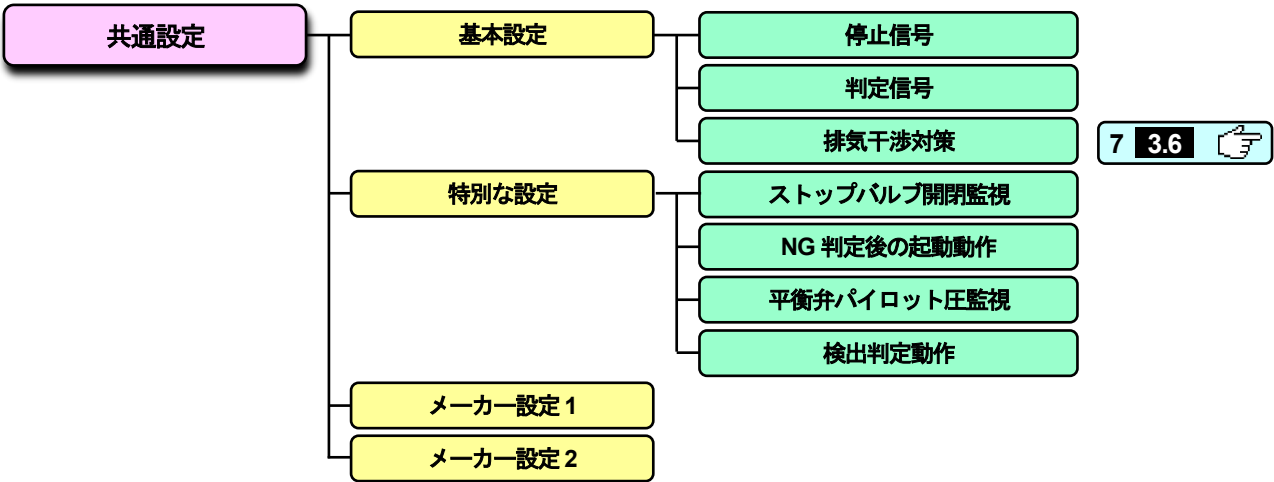 共通設定
基本設定
停止信号
判定信号
排気干渉対策
7 3.6
特別な設定
ストップバルブ開閉監視
NG 判定後の起動動作
平衡弁パイロット圧監視
検出判定動作
メーカー設定 1
メーカー設定 2